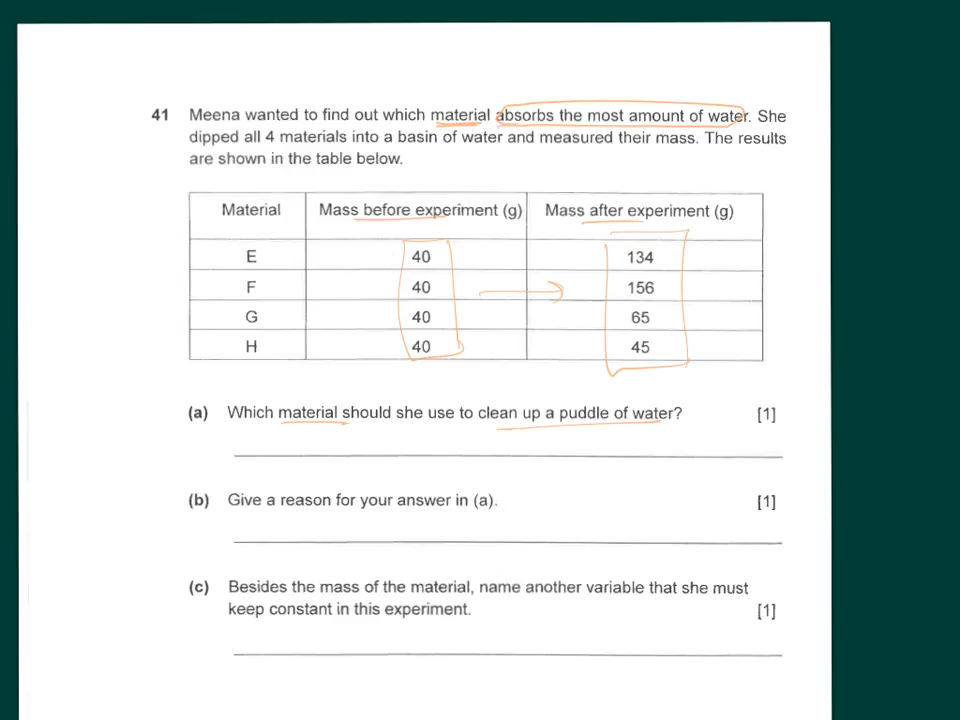 41 Meena wanted to find out which material absorbs the most amount of water. She
dipped all 4 materials into a basin of water and measured their mass. The results
are shown in the table below.
Material Mass before experiment (g) Mass after experiment (g)
E 40 134
F 40 156
G 40 65
H 40 45
(a) Which material should she use to clean up a puddle of water? [1]
(b) Give a reason for your answer in (a). [1]
(c) Besides the mass of the material, name another variable that she must
keep constant in this experiment. [1]